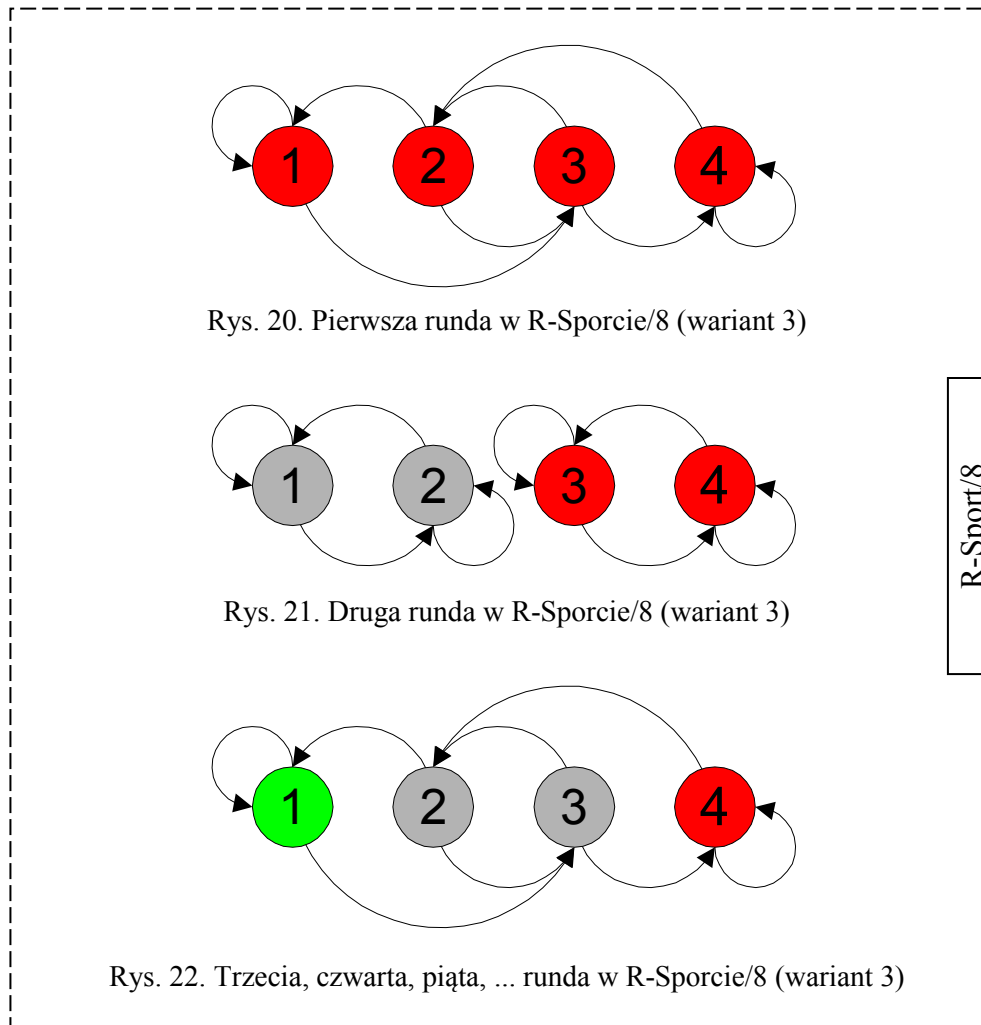 1 2 3 4
Rys. 20. Pierwsza runda w R-Sporcie/8 (wariant 3)
1 2 3 4
Rys. 21. Druga runda w R-Sporcie/8 (wariant 3)
R-Sport/8
1 2 3 4
Rys. 22. Trzecia, czwarta, piąta, ... runda w R-Sporcie/8 (wariant 3)